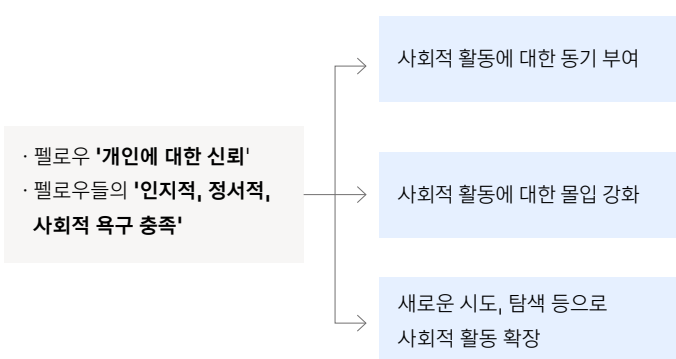 · 펠로우 '개인에 대한 신뢰'
· 펠로우들의 '인지적, 정서적,
사회적 욕구 충족'
사회적 활동에 대한 동기 부여
사회적 활동에 대한 몰입 강화
새로운 시도, 탐색 등으로
사회적 활동 확장